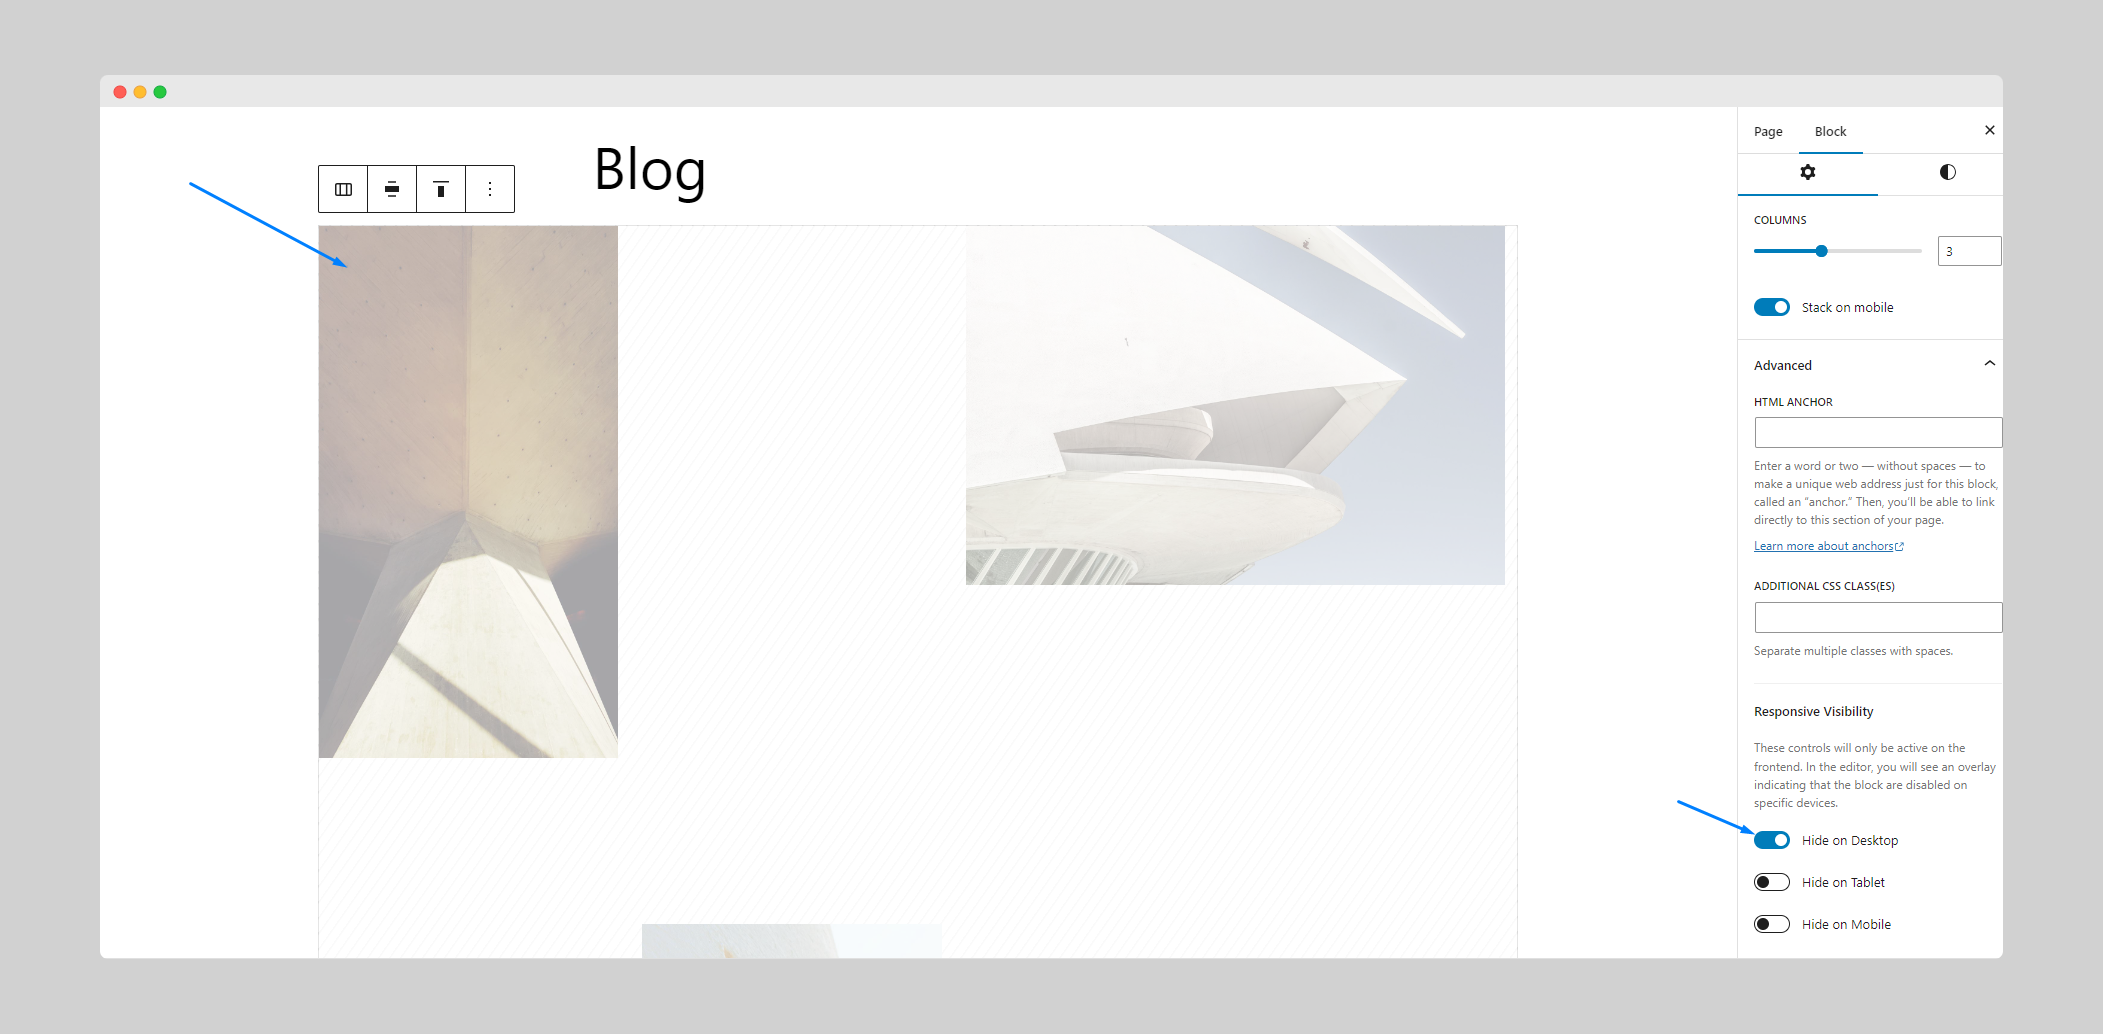 Blog
Page Block
COLUMNS
3
Stack on mobile
Advanced
HTML ANCHOR
Enter a word or two — without spaces — to
make a unique web address just for this block,
called an “anchor.” Then, you’ll be able to link
directly to this section of your page.
Learn more about anchors
ADDITIONAL CSS CLASS(ES)
Separate multiple classes with spaces.
Responsive Visibility
These controls will only be active on the
frontend. In the editor, you will see an overlay
indicating that the block are disabled on
specific devices.
Hide on Desktop
Hide on Tablet
Hide on Mobile